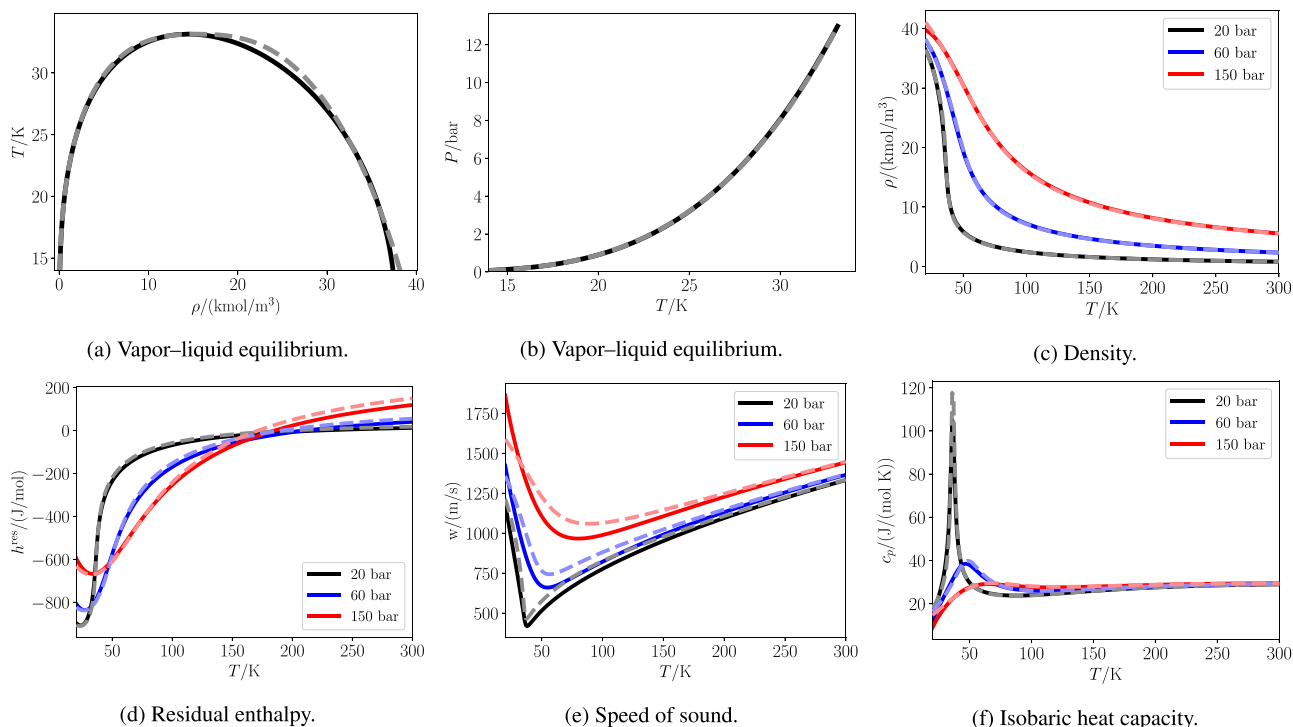 T/K
30
25
20
15
0
10
20
30
40
ρ/(kmol/m³)
(a) Vapor–liquid equilibrium.
P/bar
12
10
8
6
4
2
0
15
20
25
30
T/K
(b) Vapor–liquid equilibrium.
ρ/(kmol/m³)
40
30
20
10
0
20 bar
60 bar
150 bar
50
100
150
200
250
300
T/K
(c) Density.
h^res/(J/mol)
200
0
−200
−400
−600
−800
20 bar
60 bar
150 bar
50
100
150
200
250
300
T/K
(d) Residual enthalpy.
w/(m/s)
1750
1500
1250
1000
750
500
20 bar
60 bar
150 bar
50
100
150
200
250
300
T/K
(e) Speed of sound.
c_p/(J/(mol K))
120
100
80
60
40
20
20 bar
60 bar
150 bar
50
100
150
200
250
300
T/K
(f) Isobaric heat capacity.